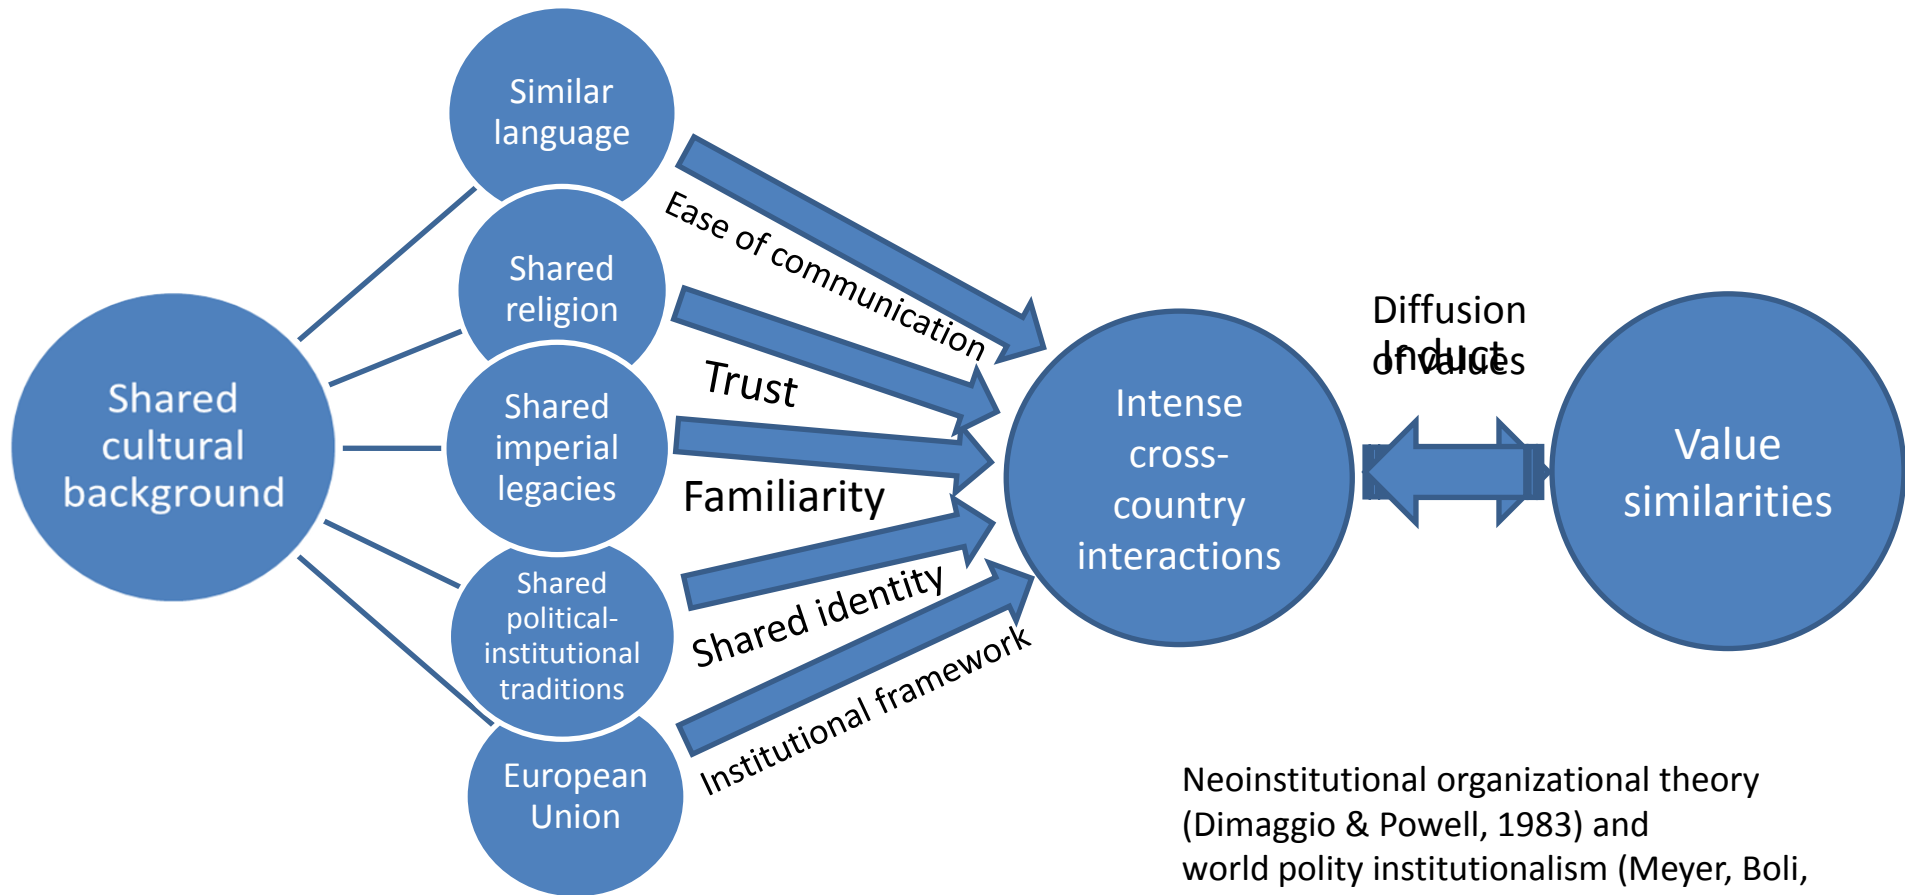 Similar
language
Shared
religion
Shared
imperial
legacies
Shared
political-
institutional
traditions
European
Union
Shared
cultural
background
Ease of communication
Trust
Familiarity
Shared identity
Institutional framework
Intense
cross-
country
interactions
Diffusion
of values
Induct
Value
similarities
Neoinstitutional organizational theory
(Dimaggio & Powell, 1983) and
world polity institutionalism (Meyer, Boli,